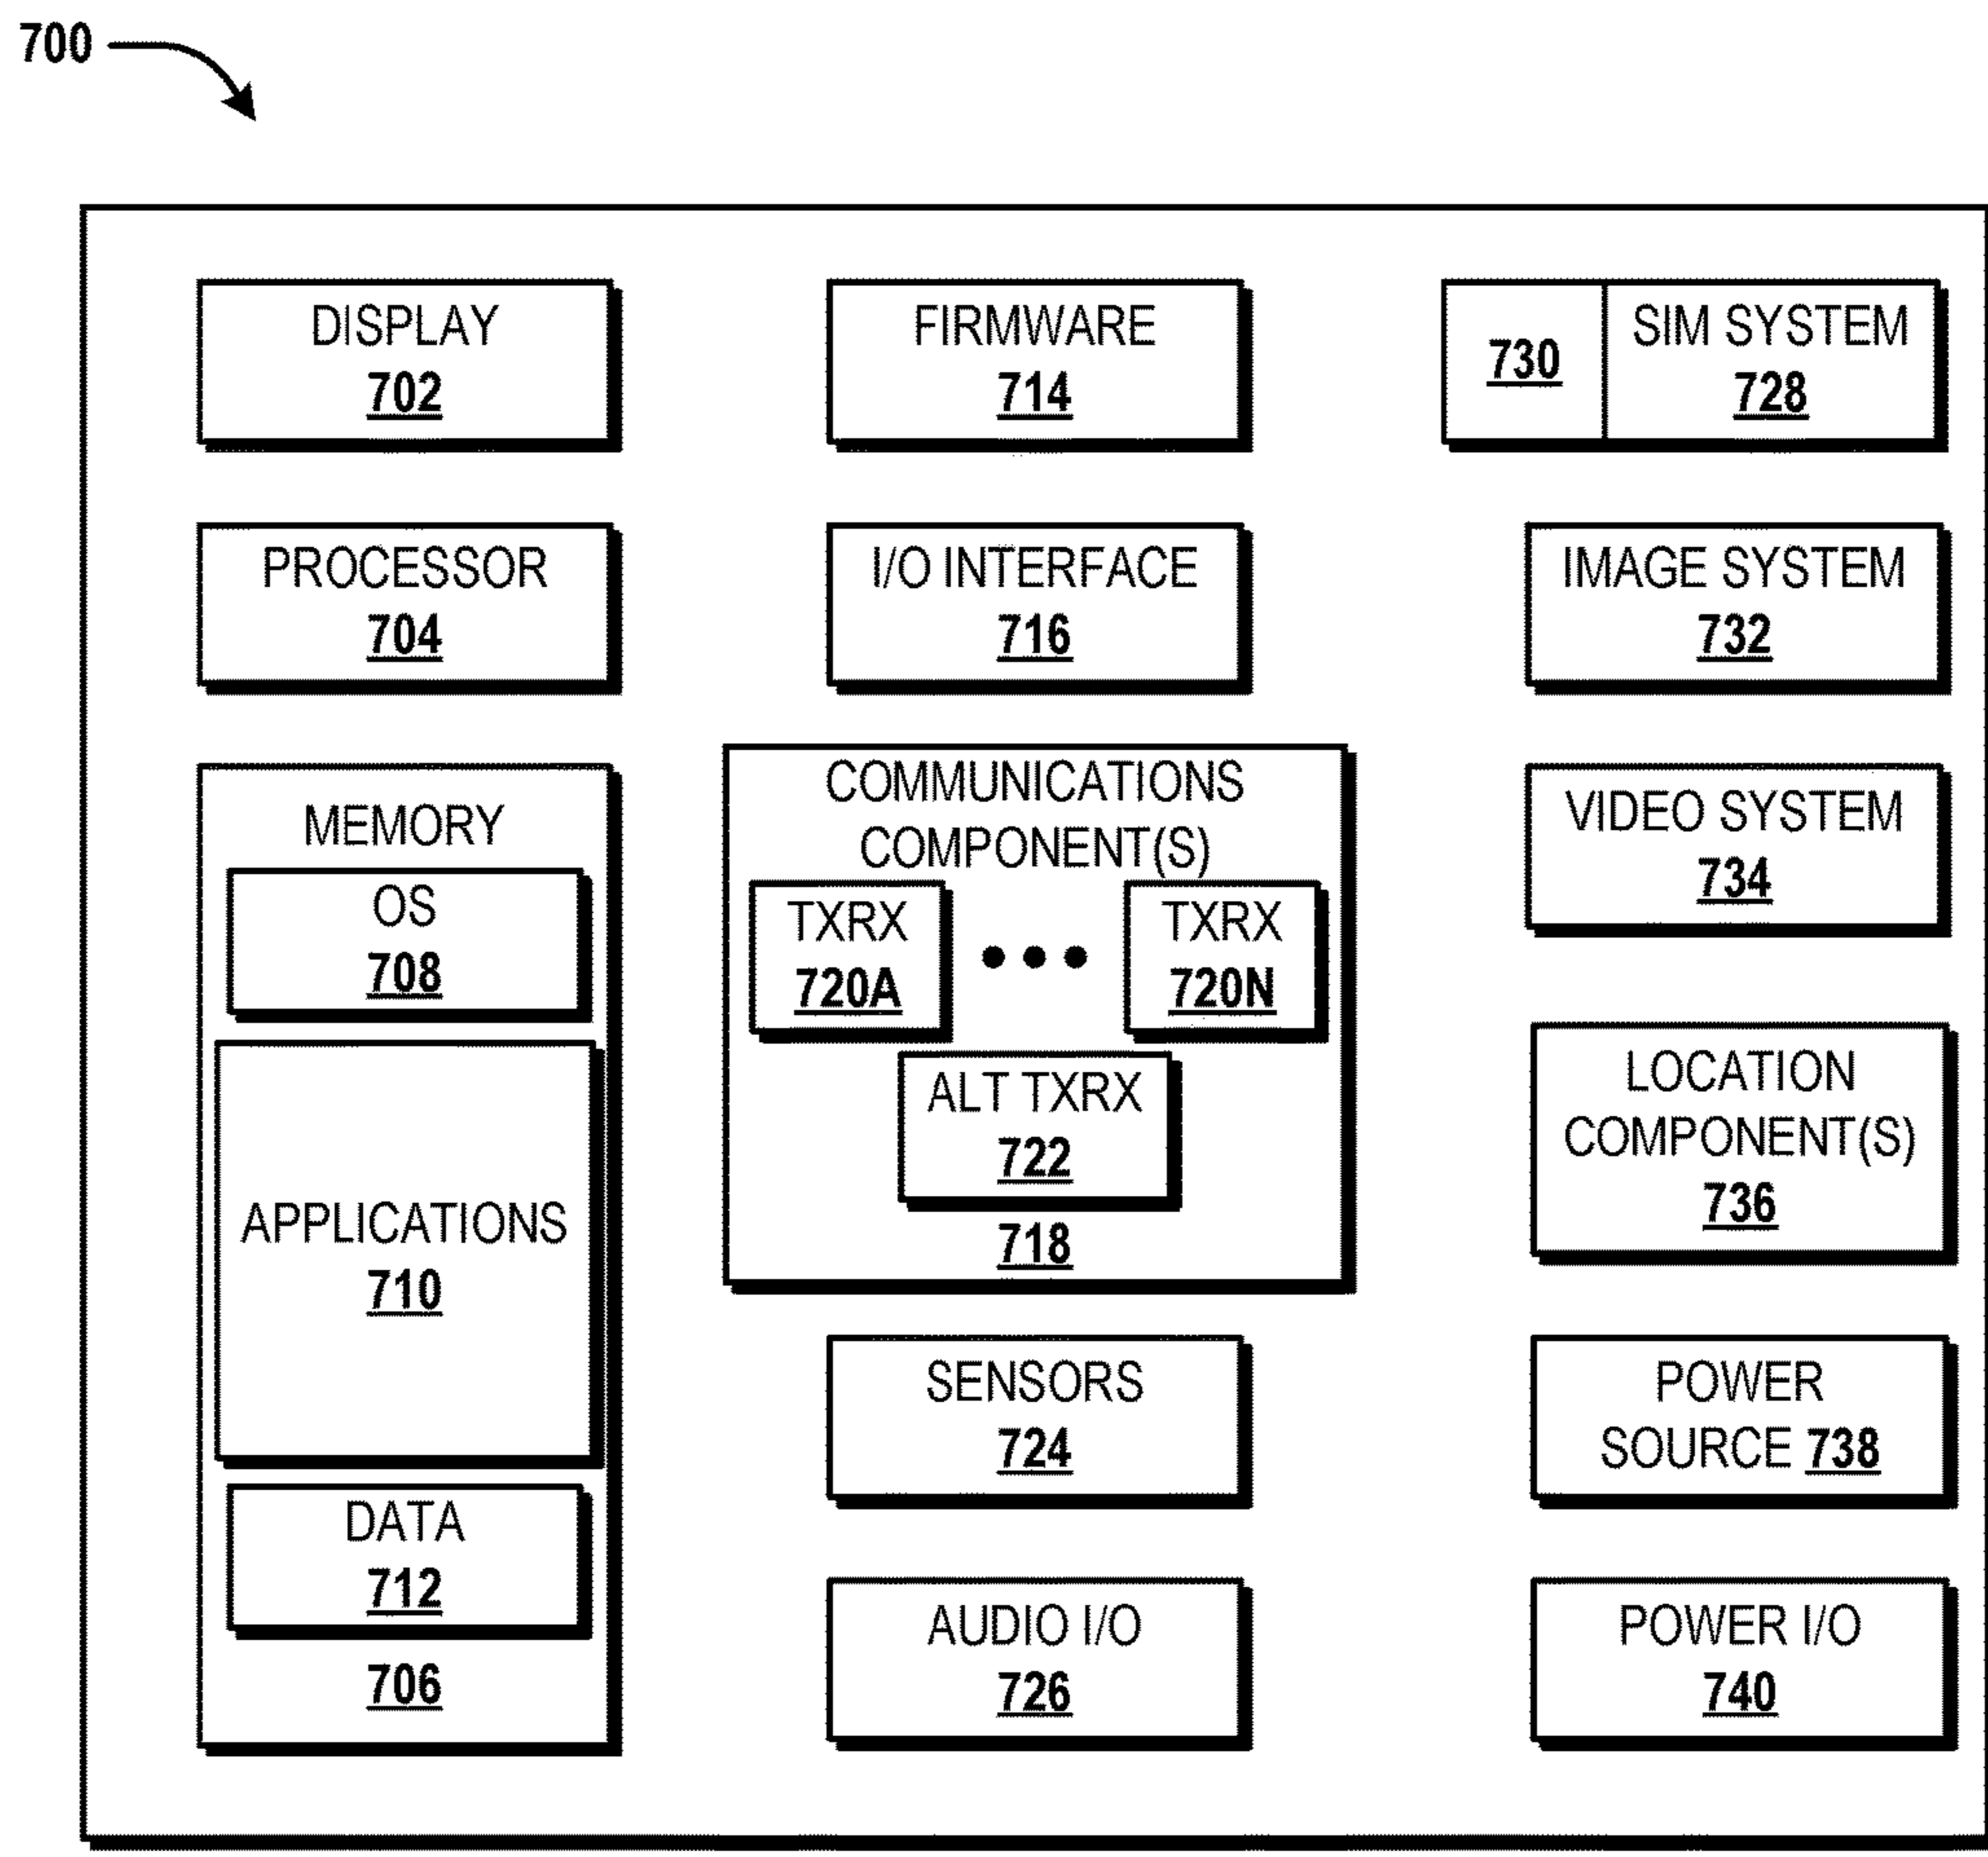 700
DISPLAY
702
PROCESSOR
704
MEMORY
OS
708
APPLICATIONS
710
DATA
712
706
FIRMWARE
714
I/O INTERFACE
716
COMMUNICATIONS
COMPONENT(S)
TXRX
720A
TXRX
720N
ALT TXRX
722
718
SENSORS
724
AUDIO I/O
726
730
SIM SYSTEM
728
IMAGE SYSTEM
732
VIDEO SYSTEM
734
LOCATION
COMPONENT(S)
736
POWER
SOURCE 738
POWER I/O
740